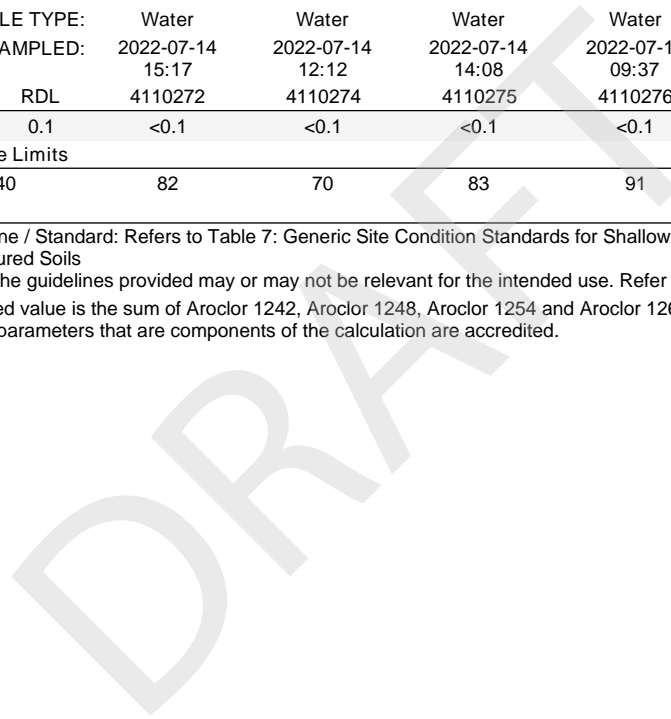 LE TYPE: Water Water Water Water
AMPLED: 2022-07-14 2022-07-14 2022-07-14 2022-07-1
15:17 12:12 14:08 09:37
RDL 4110272 4110274 4110275 4110276
0.1 <0.1 <0.1 <0.1 <0.1
e Limits
40 82 70 83 91
ne / Standard: Refers to Table 7: Generic Site Condition Standards for Shallow
ured Soils
he guidelines provided may or may not be relevant for the intended use. Refer
ed value is the sum of Aroclor 1242, Aroclor 1248, Aroclor 1254 and Aroclor 126
parameters that are components of the calculation are accredited.
DRAFT